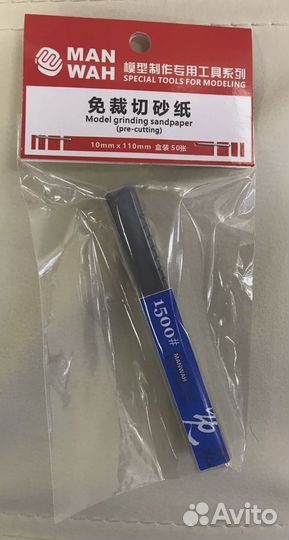 MAN
WAH
模型制作专用工具系列
SPECIAL TOOLS FOR MODELING
免裁切砂纸
Model grinding sandpaper
(pre-cutting)
10mm x 110mm 盒装 50张
1500#
MANWAH
Avito